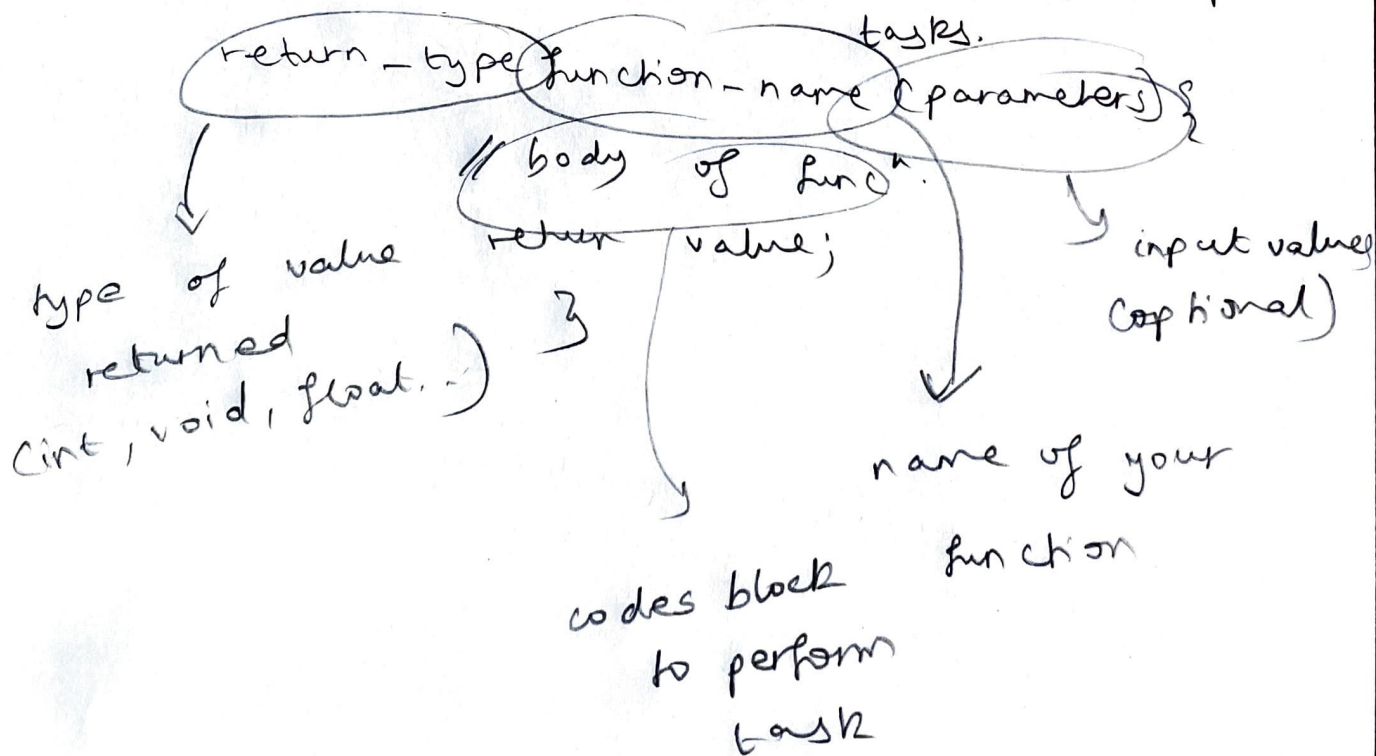 tasks.
return_type function_name (parameters) {
// body of funcⁿ.
return value;
}
type of value
returned
(int, void, float...)
input values
(optional)
name of your
function
codes block
to perform
task